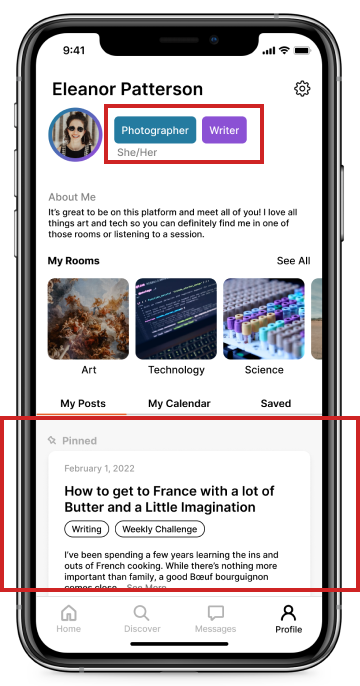 9:41
Eleanor Patterson
Photographer Writer
She/Her
About Me
It's great to be on this platform and meet all of you! I love all
things art and tech so you can definitely find me in one of
those rooms or listening to a session.
My Rooms See All
Art Technology Science
My Posts My Calendar Saved
Pinned
February 1, 2022
How to get to France with a lot of
Butter and a Little Imagination
Writing Weekly Challenge
I've been spending a few years learning the ins and
outs of French cooking. While there's nothing more
important than family, a good Bœuf bourguignon
comes close. See More
Home Discover Messages Profile